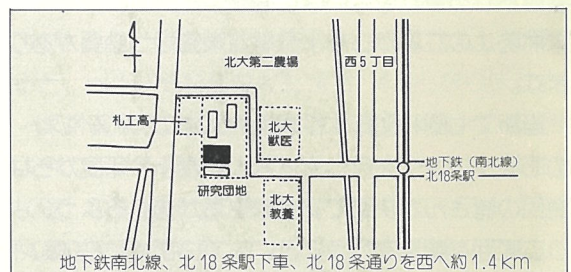 北大第二農場
西5丁目
札工高
北大
獣医
地下鉄(南北線)
北18条駅
研究団地
北大
教養
地下鉄南北線、北18条駅下車、北18条通りを西へ約1.4km